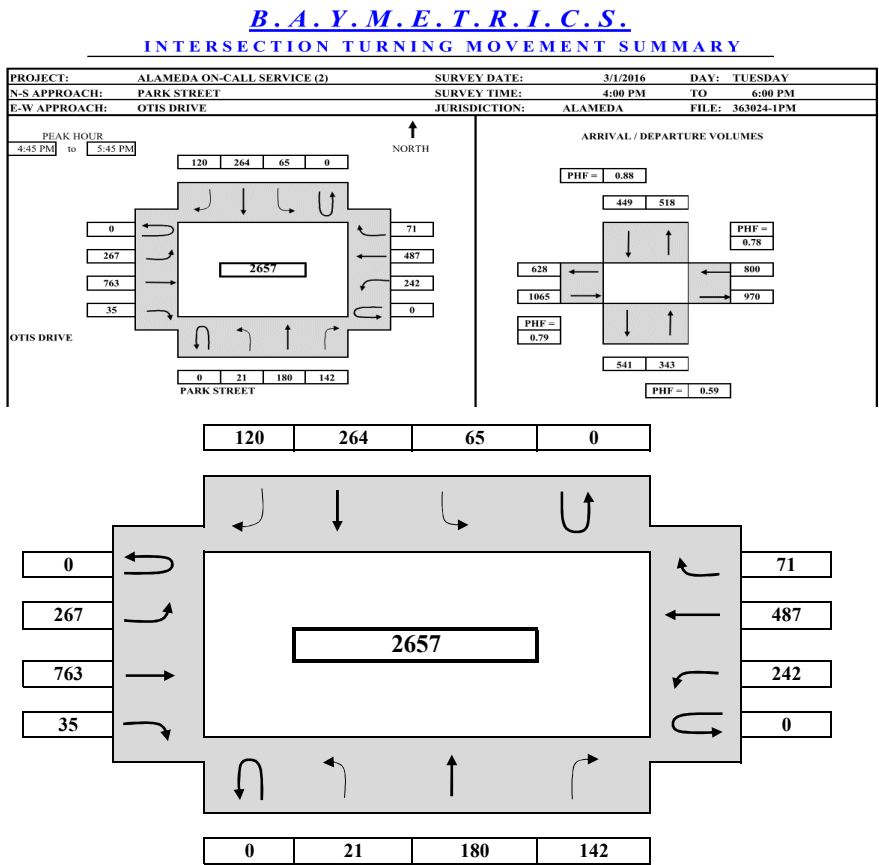 B.A.Y.M.E.T.R.I.C.S.
INTERSECTION TURNING MOVEMENT SUMMARY
PROJECT: ALAMEDA ON-CALL SERVICE (2) SURVEY DATE: 3/1/2016 DAY: TUESDAY
N-S APPROACH: PARK STREET SURVEY TIME: 4:00 PM TO 6:00 PM
E-W APPROACH: OTIS DRIVE JURISDICTION: ALAMEDA FILE: 363024-1PM
PEAK HOUR
4:45 PM to 5:45 PM
NORTH
120 264 65 0
0 71
267 487
2657
763 242
35 0
OTIS DRIVE
0 21 180 142
PARK STREET
ARRIVAL / DEPARTURE VOLUMES
PHF = 0.88
449 518
PHF =
0.78
628 800
1065 970
PHF =
0.79
541 343
PHF = 0.59
120 264 65 0
0 71
267 487
2657
763 242
35 0
0 21 180 142